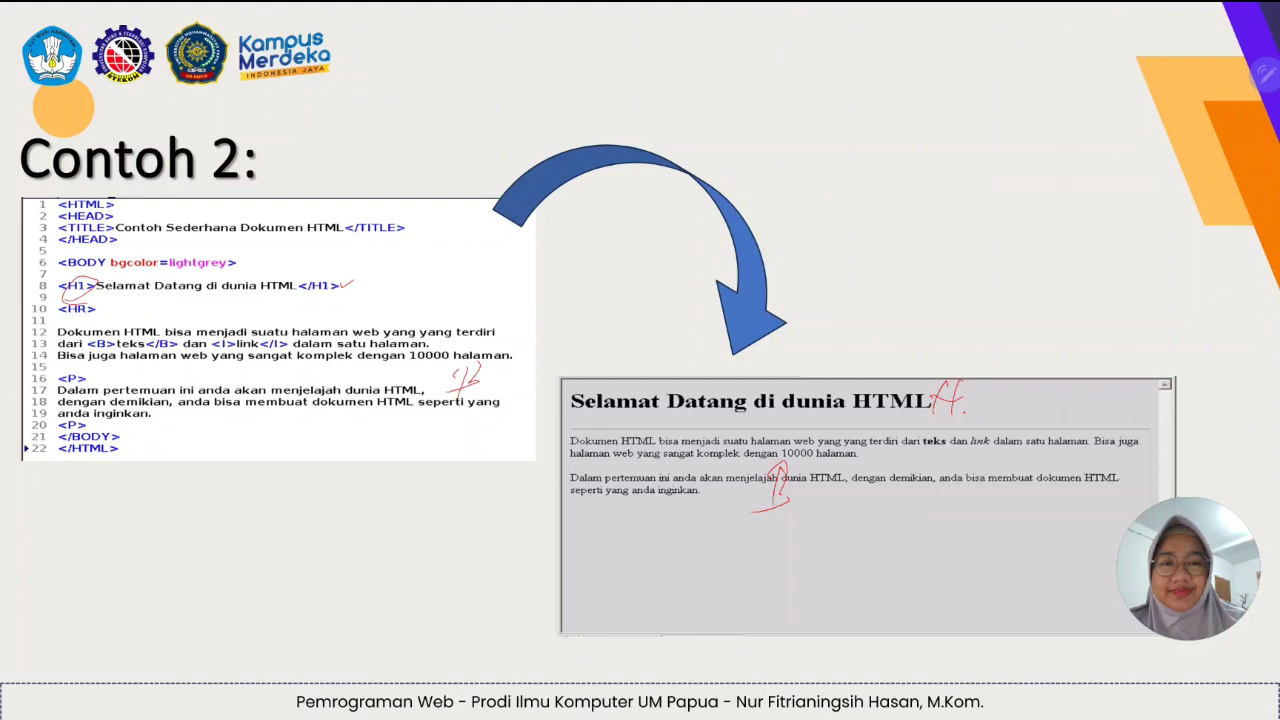 Kampus
Merdeka
INDONESIA JAYA
STEKOM
UM PAPUA
Contoh 2:
1 <HTML>
2 <HEAD>
3 <TITLE>Contoh Sederhana Dokumen HTML</TITLE>
4 </HEAD>
5
6 <BODY bgcolor=lightgrey>
7
8 <H1>Selamat Datang di dunia HTML</H1>
9
10 <HR>
11
12 Dokumen HTML bisa menjadi suatu halaman web yang yang terdiri
13 dari <B>teks</B> dan <I>link</I> dalam satu halaman.
14 Bisa juga halaman web yang sangat komplek dengan 10000 halaman.
15
16 <P>
17 Dalam pertemuan ini anda akan menjelajah dunia HTML,
18 dengan demikian, anda bisa membuat dokumen HTML seperti yang
19 anda inginkan.
20 <P>
21 </BODY>
22 </HTML>
Selamat Datang di dunia HTML
Dokumen HTML bisa menjadi suatu halaman web yang yang terdiri dari teks dan link dalam satu halaman. Bisa juga
halaman web yang sangat komplek dengan 10000 halaman.
Dalam pertemuan ini anda akan menjelajah dunia HTML, dengan demikian, anda bisa membuat dokumen HTML
seperti yang anda inginkan.
Pemrograman Web - Prodi Ilmu Komputer UM Papua - Nur Fitrianingsih Hasan, M.Kom.